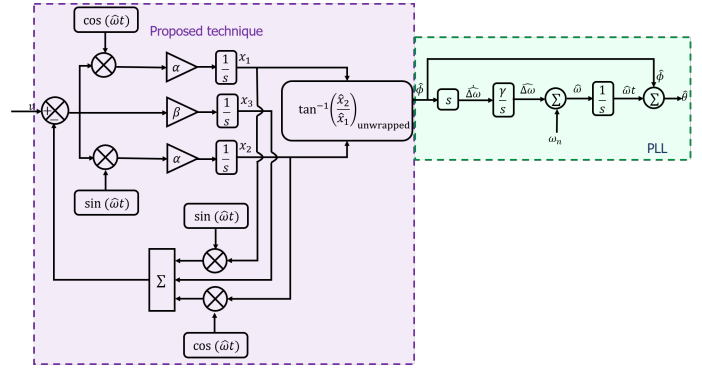 cos (ω̂t)
Proposed technique
α
1/s
x₁
u
+
−
β
1/s
x₃
α
1/s
x₂
sin (ω̂t)
tan⁻¹(x̂₂/x̂₁)unwrapped
ϕ̂
s
Δω̇̂
γ/s
Δω̂
Σ
ω̂
1/s
ω̂t
Σ
ϕ̂
θ̂
ωₙ
PLL
sin (ω̂t)
Σ
cos (ω̂t)